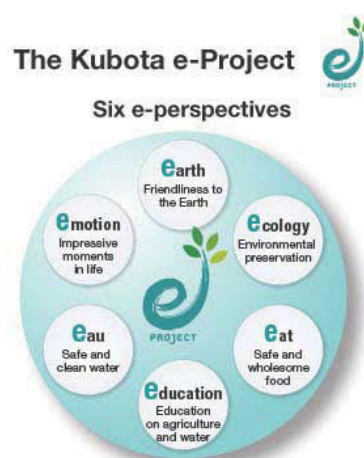 The Kubota e-Project
PROJECT
Six e-perspectives
earth
Friendliness to
the Earth
emotion
Impressive
moments
in life
ecology
Environmental
preservation
PROJECT
eau
Safe and
clean water
eat
Safe and
wholesome
food
education
Education
on agriculture
and water